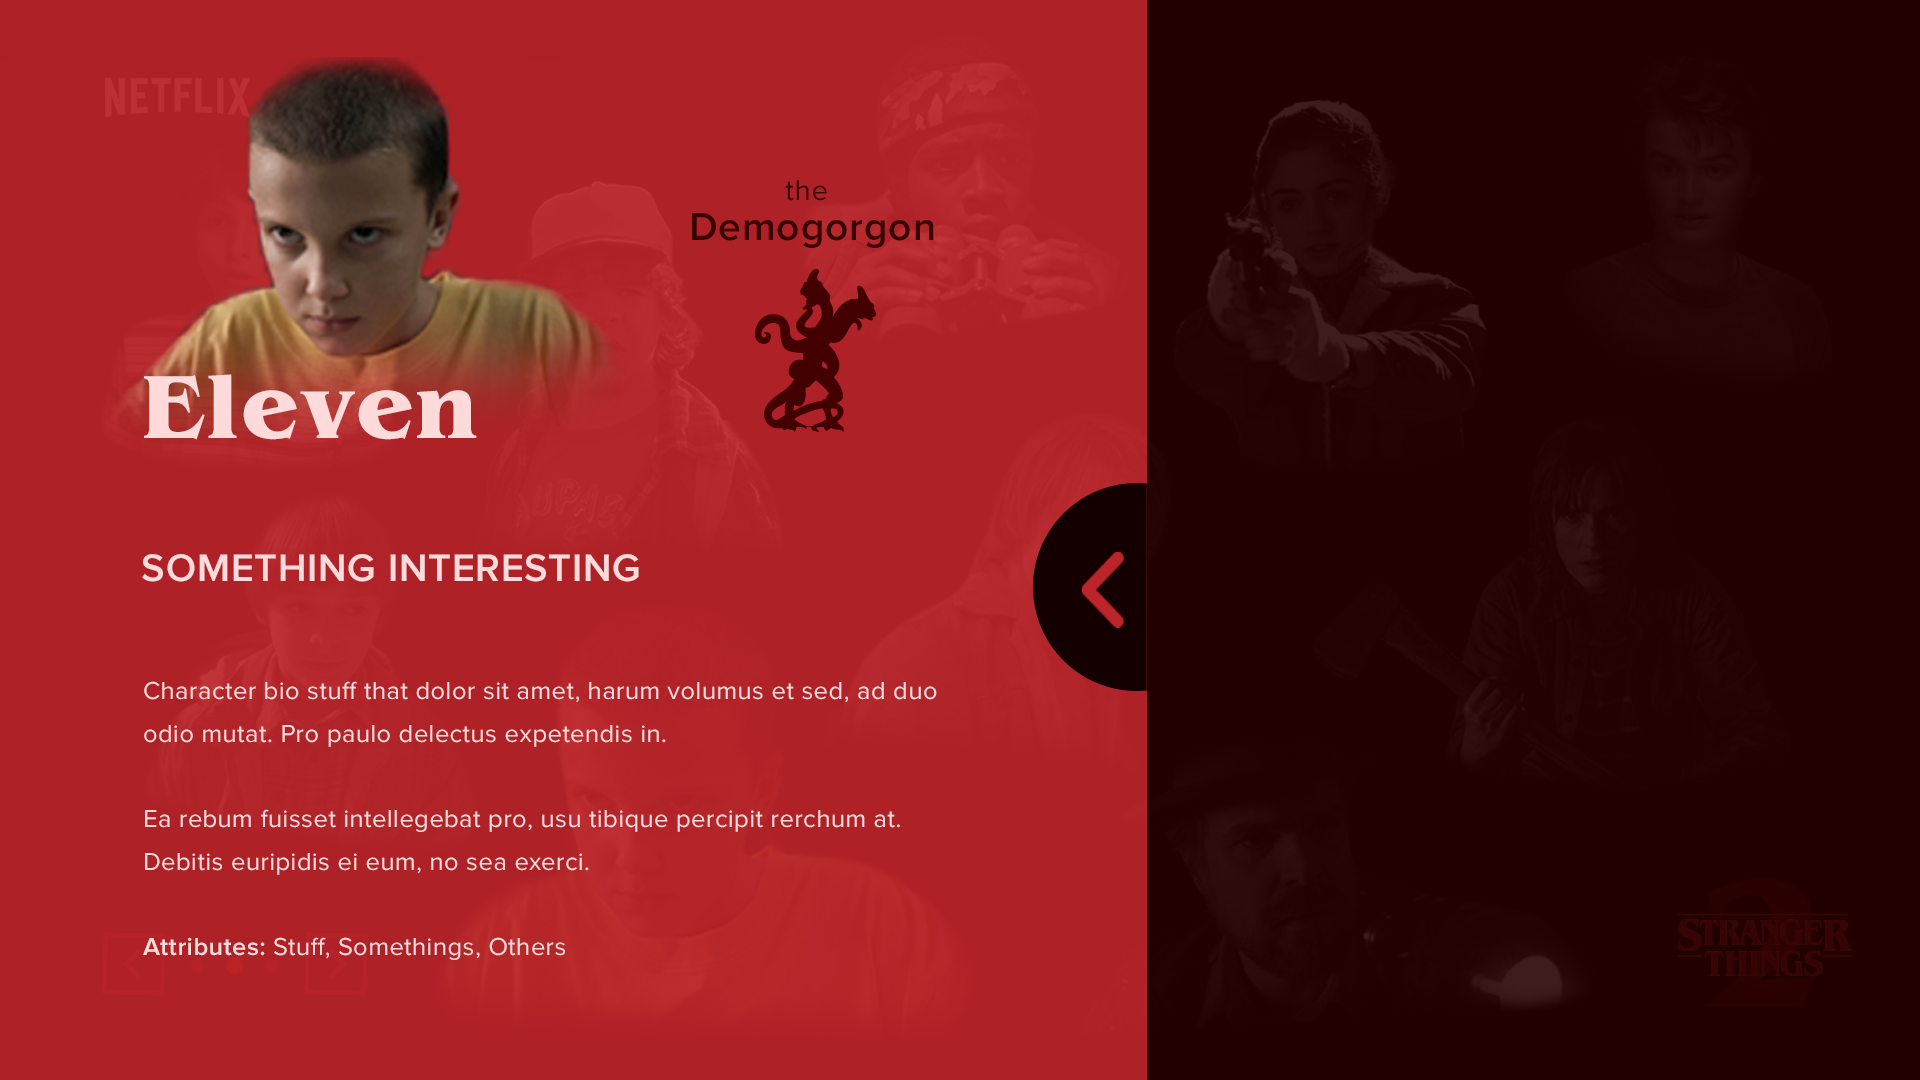 NETFLIX
the
Demogorgon
Eleven
SOMETHING INTERESTING
Character bio stuff that dolor sit amet, harum volumus et sed, ad duo
odio mutat. Pro paulo delectus expetendis in.
Ea rebum fuisset intellegebat pro, usu tibique percipit rerchum at.
Debitis euripidis ei eum, no sea exerci.
Attributes: Stuff, Somethings, Others
2
STRANGER
THINGS